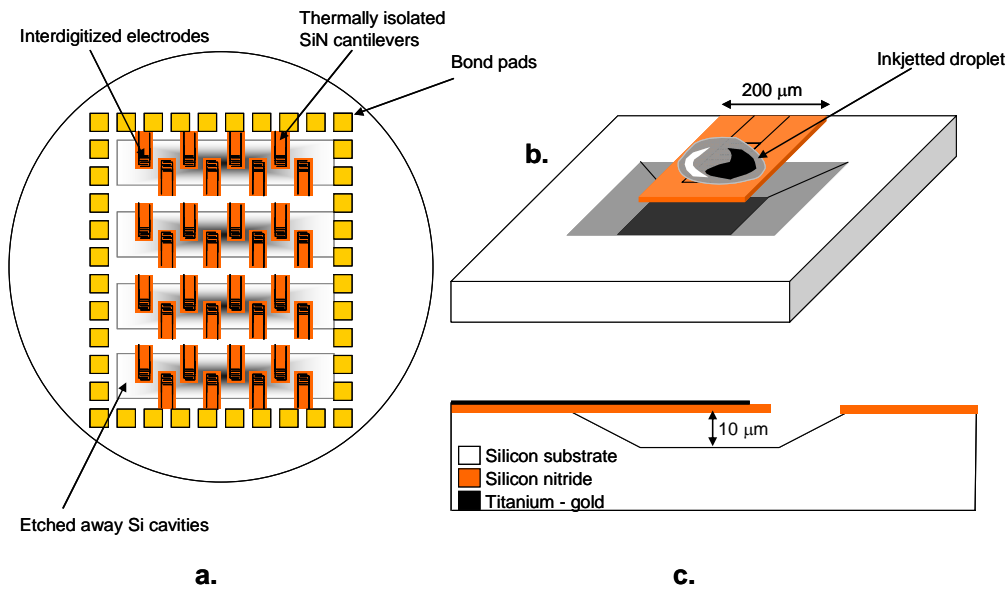 Interdigitized electrodes
Thermally isolated
SiN cantilevers
Bond pads
Etched away Si cavities
a.
b.
200 μm
Inkjetted droplet
10 μm
Silicon substrate
Silicon nitride
Titanium - gold
c.